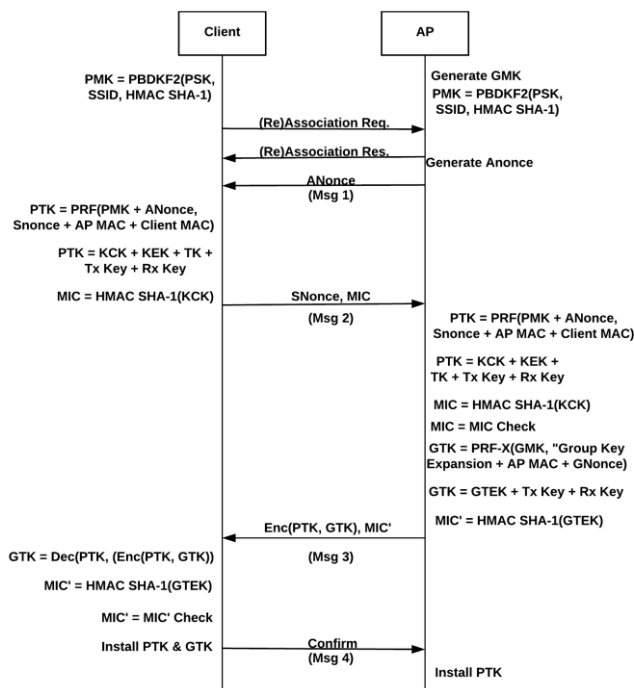 Client
AP
PMK = PBDKF2(PSK,
SSID, HMAC SHA-1)
Generate GMK
PMK = PBDKF2(PSK,
SSID, HMAC SHA-1)
(Re)Association Req.
(Re)Association Res.
Generate Anonce
ANonce
(Msg 1)
PTK = PRF(PMK + ANonce,
Snonce + AP MAC + Client MAC)
PTK = KCK + KEK + TK +
Tx Key + Rx Key
MIC = HMAC SHA-1(KCK)
SNonce, MIC
(Msg 2)
PTK = PRF(PMK + ANonce,
Snonce + AP MAC + Client MAC)
PTK = KCK + KEK +
TK + Tx Key + Rx Key
MIC = HMAC SHA-1(KCK)
MIC = MIC Check
GTK = PRF-X(GMK, "Group Key
Expansion + AP MAC + GNonce)
GTK = GTEK + Tx Key + Rx Key
MIC' = HMAC SHA-1(GTEK)
Enc(PTK, GTK), MIC'
(Msg 3)
GTK = Dec(PTK, (Enc(PTK, GTK))
MIC' = HMAC SHA-1(GTEK)
MIC' = MIC' Check
Install PTK & GTK
Confirm
(Msg 4)
Install PTK